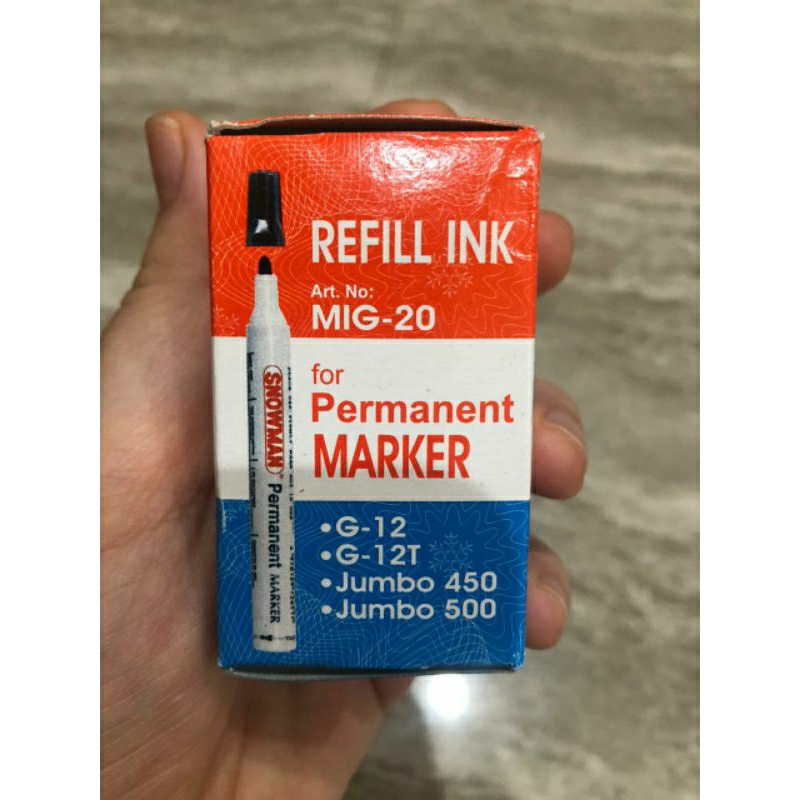 REFILL INK
Art. No:
MIG-20
for
Permanent
MARKER
SNOWMAN
Permanent MARKER
•G-12
•G-12T
•Jumbo 450
•Jumbo 500